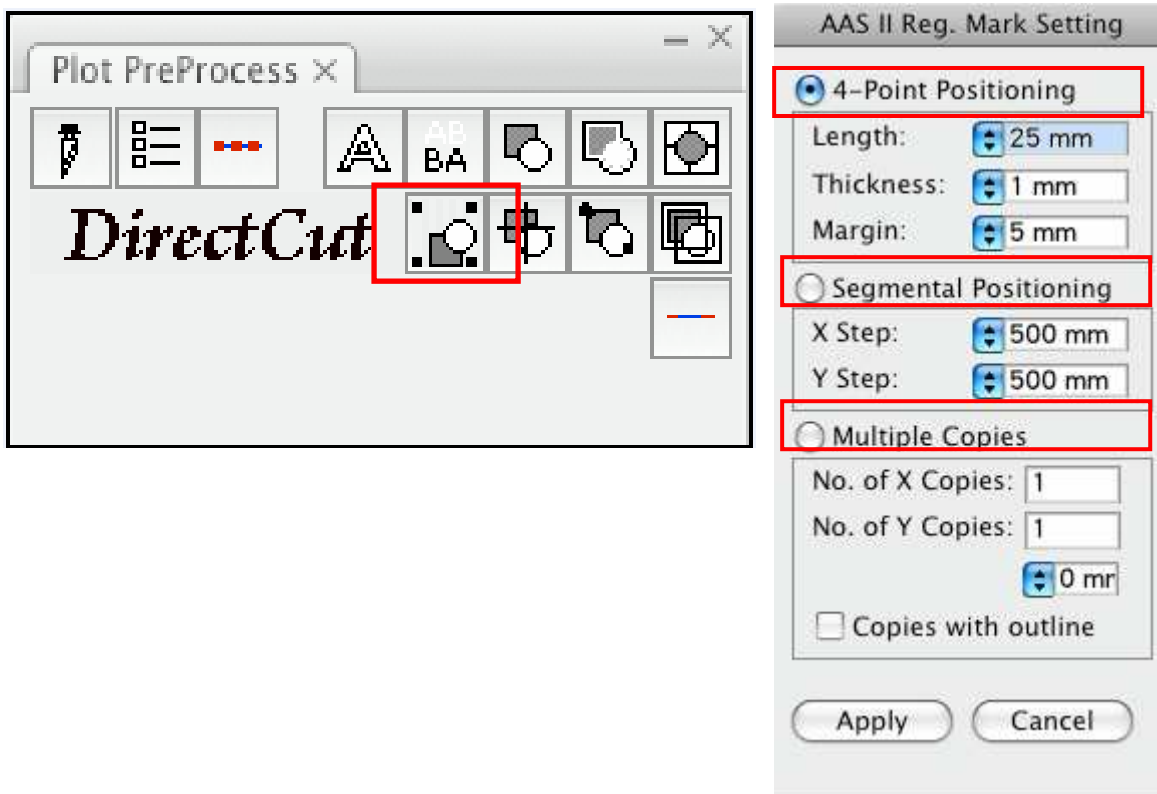 Plot PreProcess
A
AB
BA
DirectCut
AAS II Reg. Mark Setting
4-Point Positioning
Length: 25 mm
Thickness: 1 mm
Margin: 5 mm
Segmental Positioning
X Step: 500 mm
Y Step: 500 mm
Multiple Copies
No. of X Copies: 1
No. of Y Copies: 1
0 mr
Copies with outline
Apply Cancel